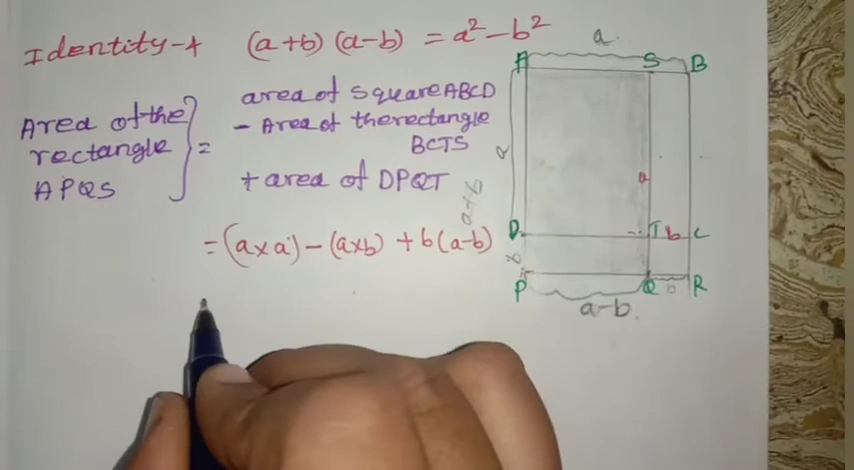 Identity-4 (a+b) (a-b) = a² - b²
Area of the rectangle APQS } =
area of square ABCD
- Area of the rectangle BCTS
+ area of DPQT
= (a×a) - (a×b) + b(a-b)
a
A S B
a
a
a+b
D T b C
b
P Q b R
a-b.